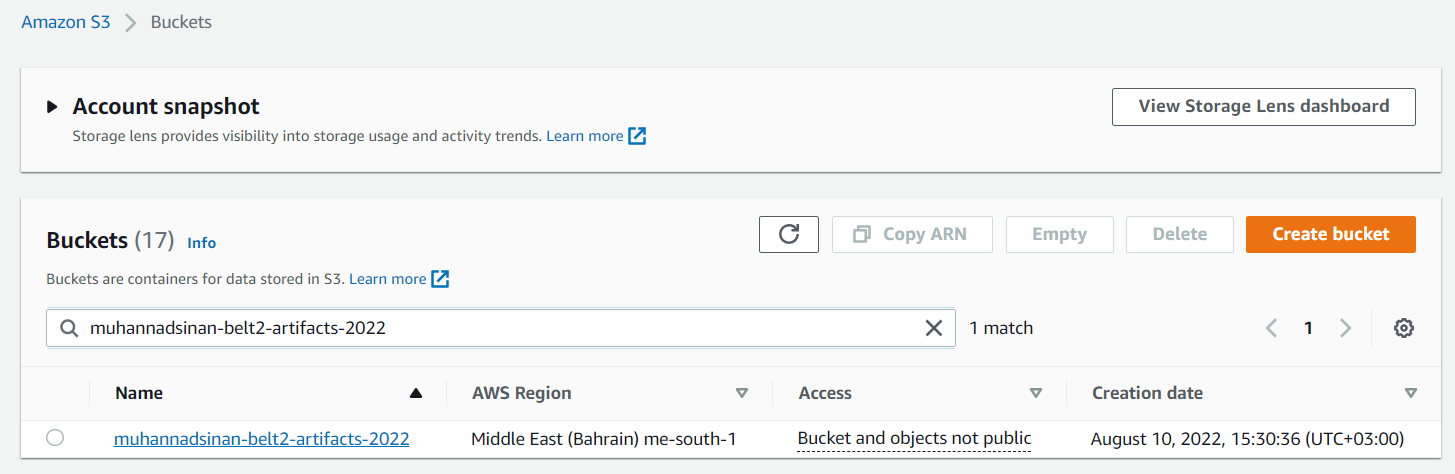 Amazon S3 Buckets
Account snapshot
View Storage Lens dashboard
Storage lens provides visibility into storage usage and activity trends. Learn more
Buckets (17) Info
Copy ARN Empty Delete Create bucket
Buckets are containers for data stored in S3. Learn more
muhannadsinan-belt2-artifacts-2022 1 match 1
Name AWS Region Access Creation date
muhannadsinan-belt2-artifacts-2022 Middle East (Bahrain) me-south-1 Bucket and objects not public August 10, 2022, 15:30:36 (UTC+03:00)